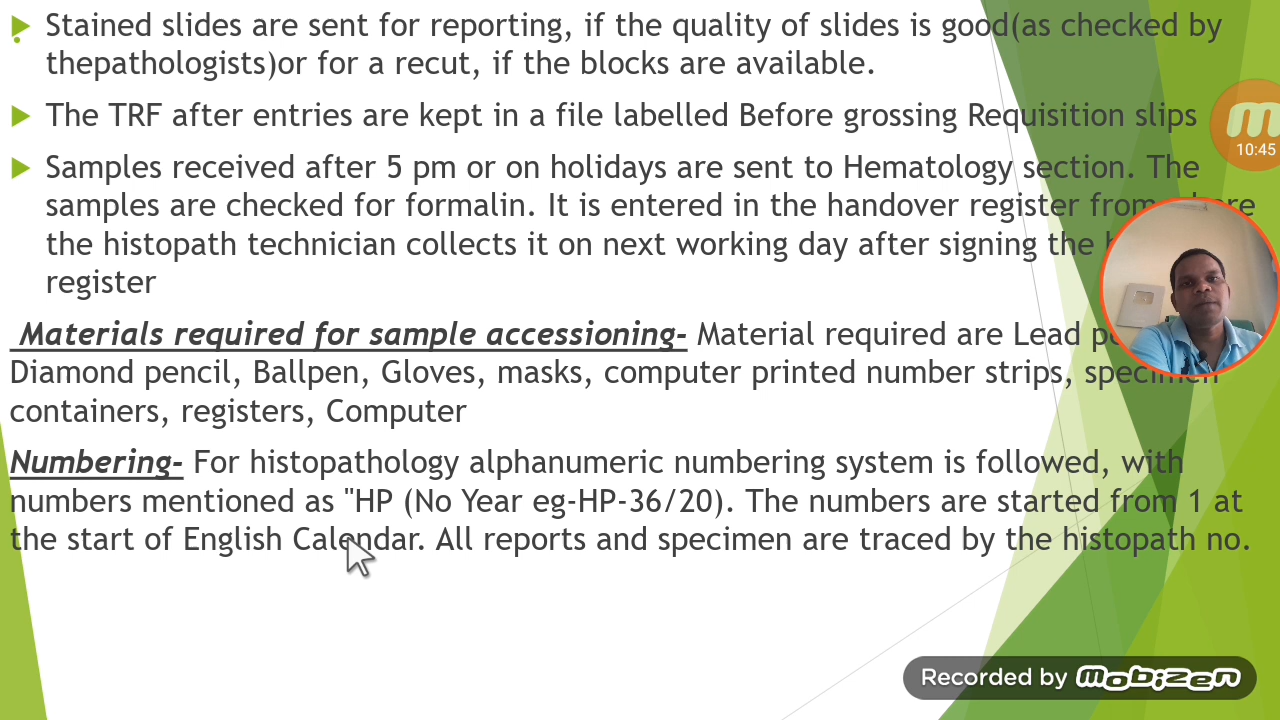 Stained slides are sent for reporting, if the quality of slides is good(as checked by
thepathologists)or for a recut, if the blocks are available.
The TRF after entries are kept in a file labelled Before grossing Requisition slips
Samples received after 5 pm or on holidays are sent to Hematology section. The
samples are checked for formalin. It is entered in the handover register from
the histopath technician collects it on next working day after signing the
register
Materials required for sample accessioning- Material required are Lead
Diamond pencil, Ballpen, Gloves, masks, computer printed number strips, specimen
containers, registers, Computer
Numbering- For histopathology alphanumeric numbering system is followed, with
numbers mentioned as "HP (No Year eg-HP-36/20). The numbers are started from 1 at
the start of English Calendar. All reports and specimen are traced by the histopath no.
10:45
Recorded by mobizen